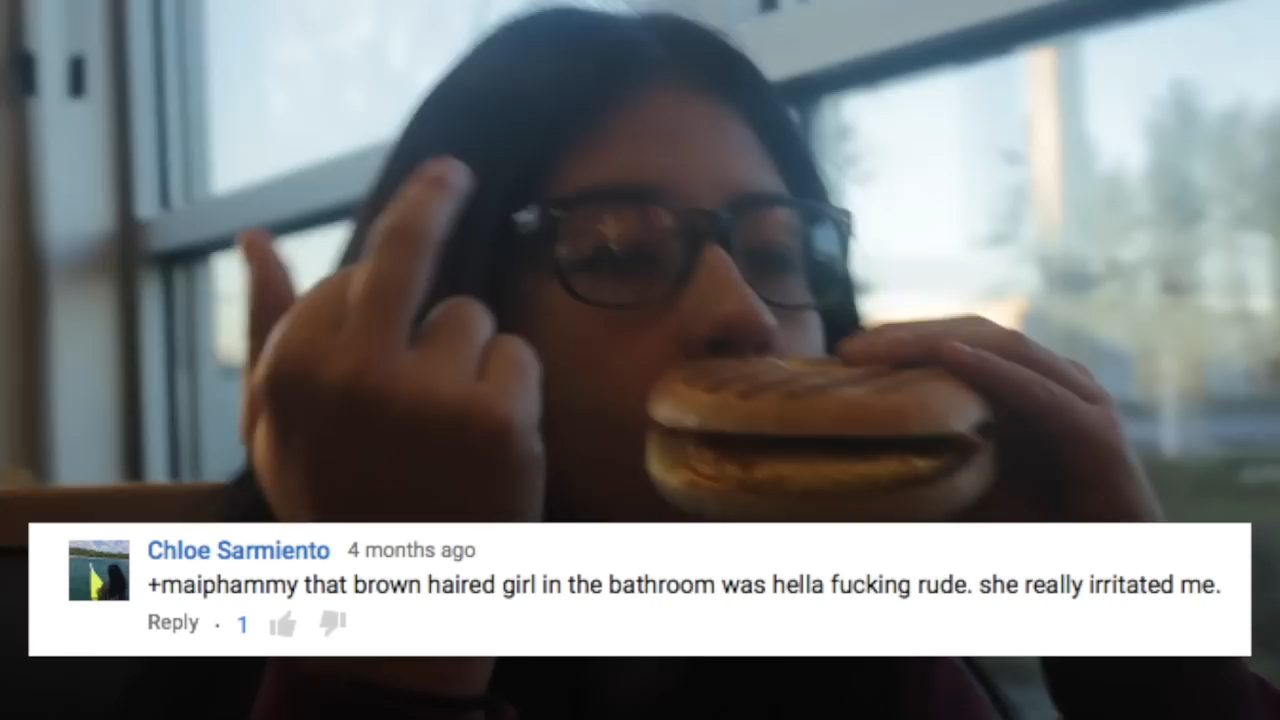 Chloe Sarmiento 4 months ago
+maiphammy that brown haired girl in the bathroom was hella fucking rude. she really irritated me.
Reply · 1